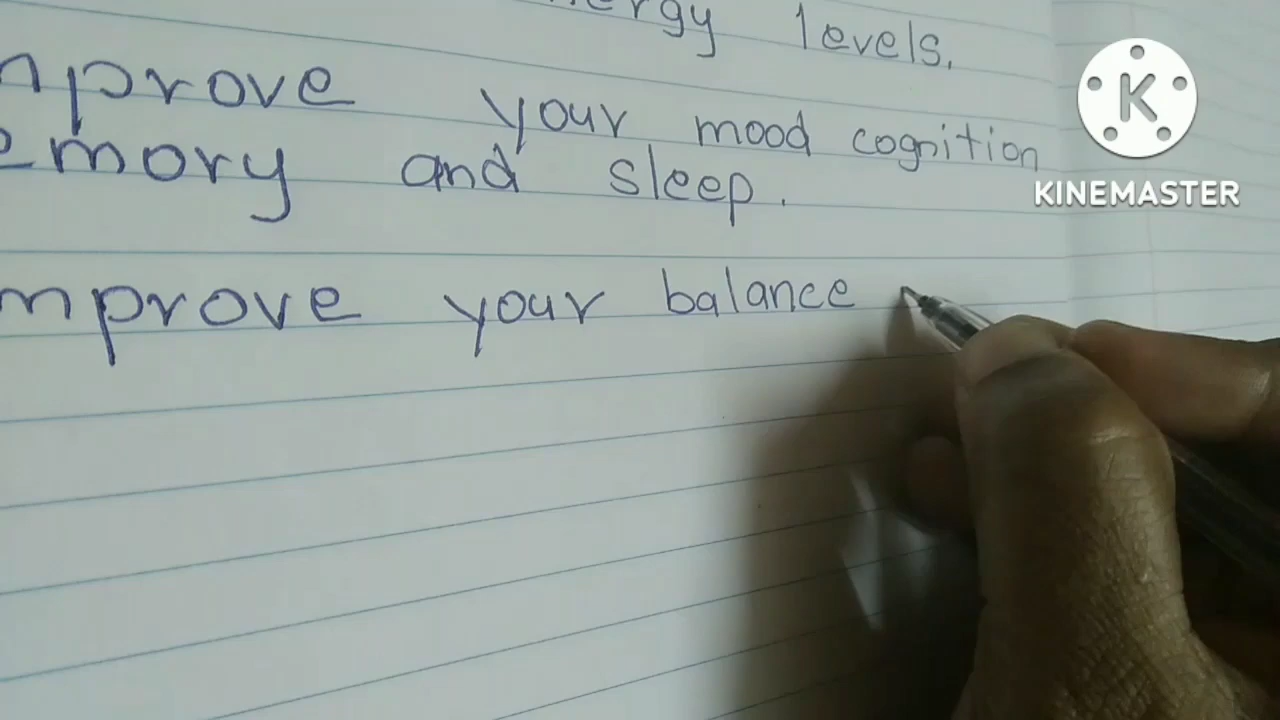 levels.
your mood cognition
and sleep.
your balance
KINEMASTER